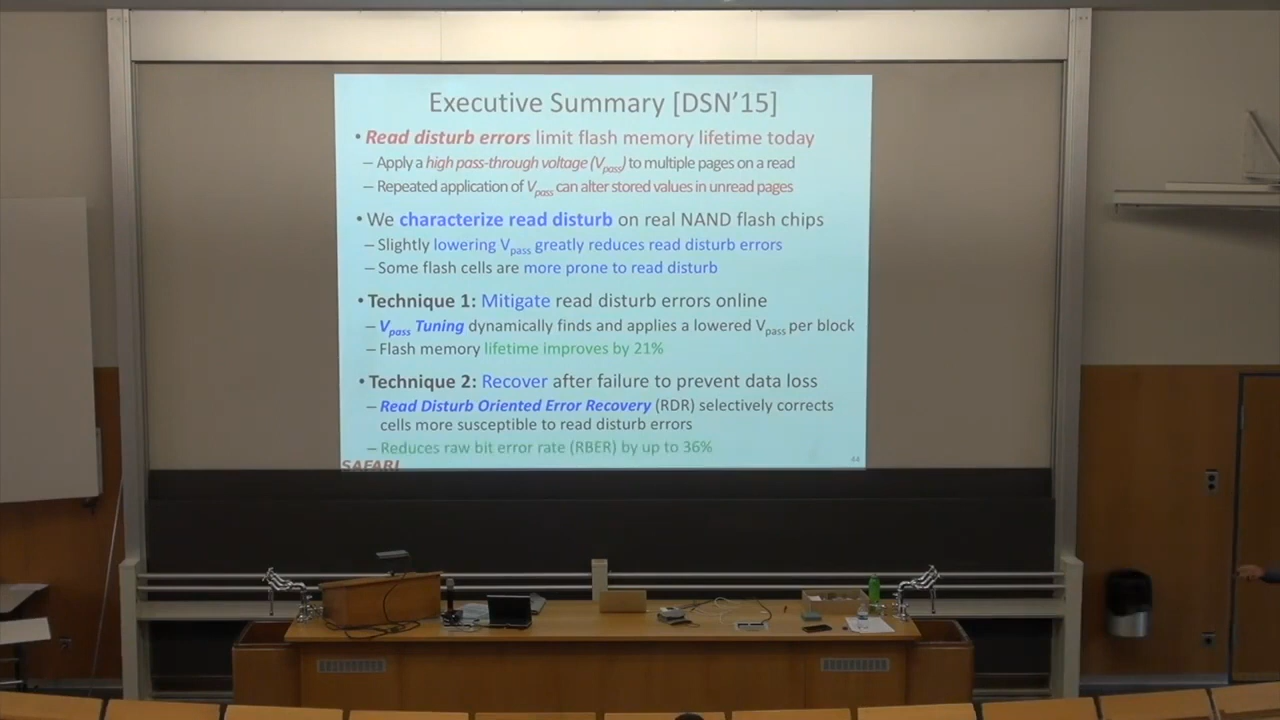 Executive Summary [DSN'15]
• Read disturb errors limit flash memory lifetime today
– Apply a high pass-through voltage (Vpass) to multiple pages on a read
– Repeated application of Vpass can alter stored values in unread pages
• We characterize read disturb on real NAND flash chips
– Slightly lowering Vpass greatly reduces read disturb errors
– Some flash cells are more prone to read disturb
• Technique 1: Mitigate read disturb errors online
– Vpass Tuning dynamically finds and applies a lowered Vpass per block
– Flash memory lifetime improves by 21%
• Technique 2: Recover after failure to prevent data loss
– Read Disturb Oriented Error Recovery (RDR) selectively corrects
cells more susceptible to read disturb errors
– Reduces raw bit error rate (RBER) by up to 36%
SAFARI
44